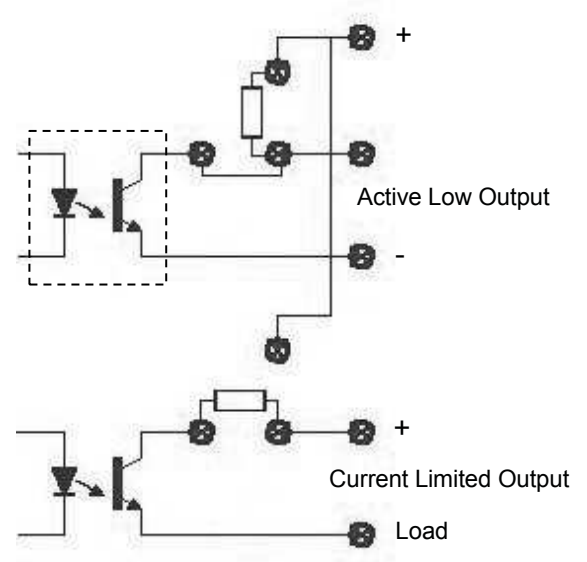 +
Active Low Output
-
+
Current Limited Output
Load